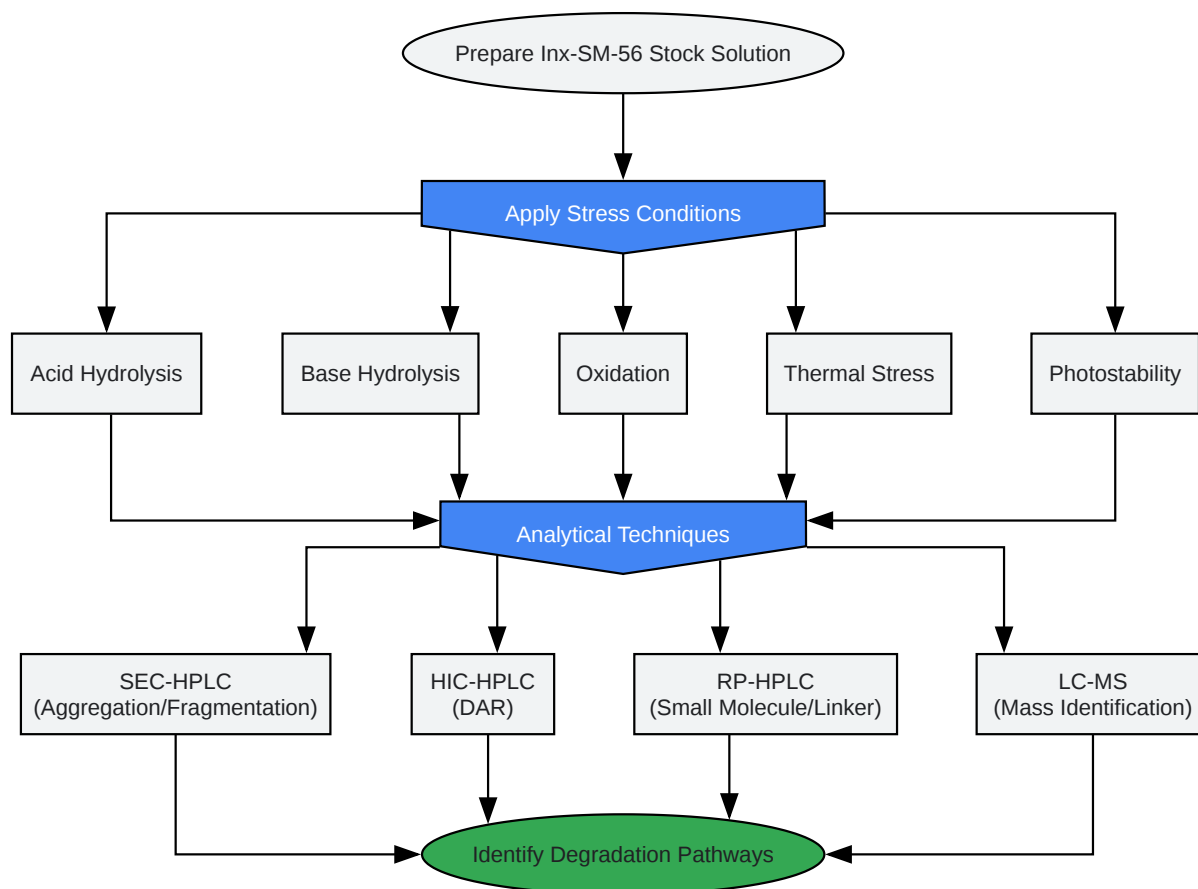 Prepare Inx-SM-56 Stock Solution
Apply Stress Conditions
Acid Hydrolysis
Base Hydrolysis
Oxidation
Thermal Stress
Photostability
Analytical Techniques
SEC-HPLC
(Aggregation/Fragmentation)
HIC-HPLC
(DAR)
RP-HPLC
(Small Molecule/Linker)
LC-MS
(Mass Identification)
Identify Degradation Pathways